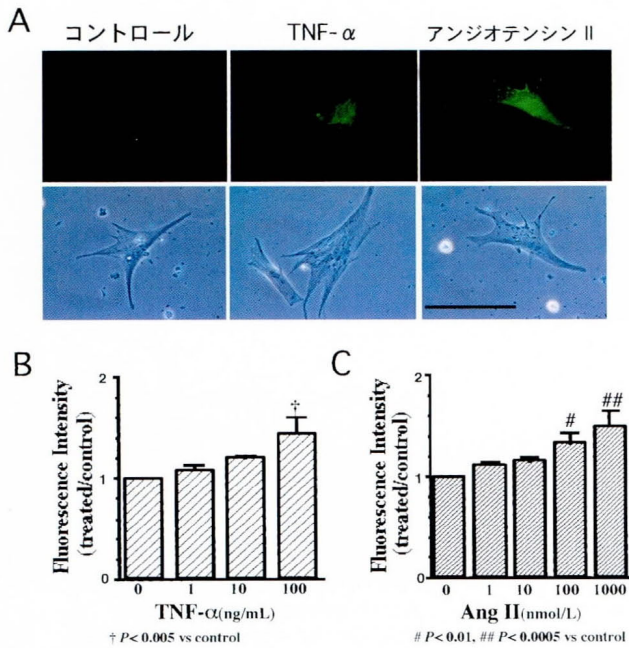 A
コントロール TNF-α アンジオテンシンⅡ
B
Fluorescence Intensity
(treated/control)
2
1
0
†
0 1 10 100
TNF-α(ng/mL)
† P< 0.005 vs control
C
Fluorescence Intensity
(treated/control)
2
1
0
#
##
0 1 10 100 1000
Ang II(nmol/L)
# P< 0.01, ## P< 0.0005 vs control